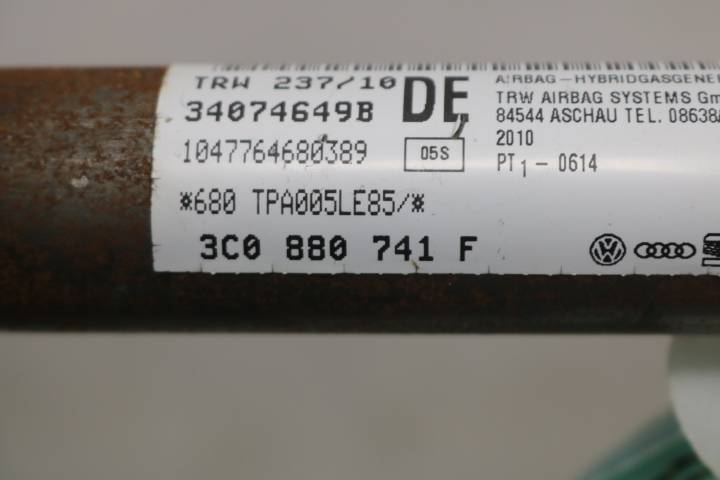 TRW 237/10
34074649B
DE
1047764680389
05S
*680 TPA005LE85/*
3C0 880 741 F
AIRBAG-HYBRIDGASGENE
TRW AIRBAG SYSTEMS Gm
84544 ASCHAU TEL. 08638/
2010
PT1-0614